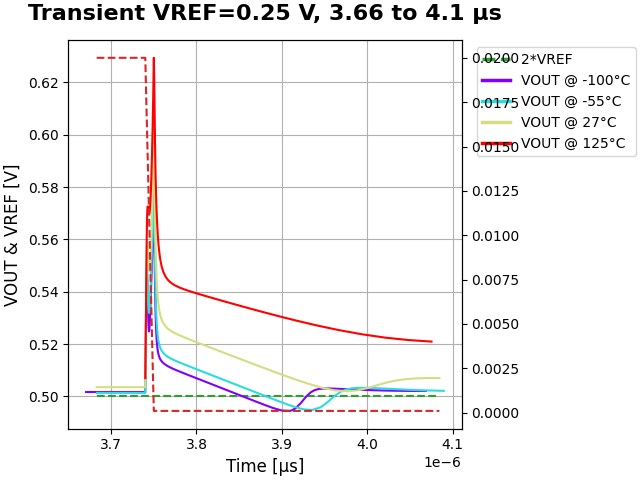 Transient VREF=0.25 V, 3.66 to 4.1 µs
VOUT & VREF [V]
0.62
0.60
0.58
0.56
0.54
0.52
0.50
0.0200
0.0175
0.0150
0.0125
0.0100
0.0075
0.0050
0.0025
0.0000
2*VREF
VOUT @ -100°C
VOUT @ -55°C
VOUT @ 27°C
VOUT @ 125°C
3.7 3.8 3.9 4.0 4.1
1e−6
Time [µs]